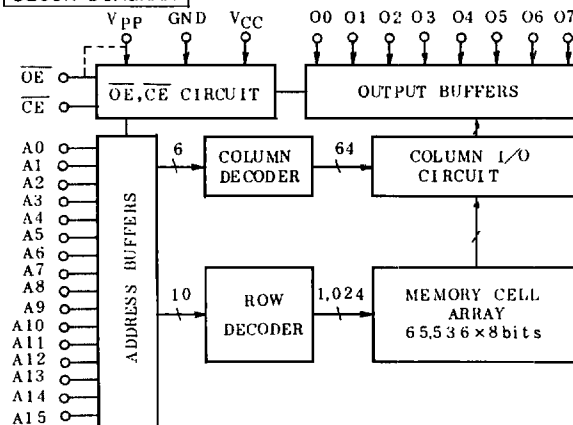 BLOCK DIAGRAM
VPP GND VCC O0 O1 O2 O3 O4 O5 O6 O7
OE
CE
OE,CE CIRCUIT
OUTPUT BUFFERS
A0
A1
A2
A3
A4
A5
A6
A7
A8
A9
A10
A11
A12
A13
A14
A15
ADDRESS BUFFERS
6
COLUMN
DECODER
64
COLUMN I/O
CIRCUIT
10
ROW
DECODER
1,024
MEMORY CELL
ARRAY
65,536×8bits